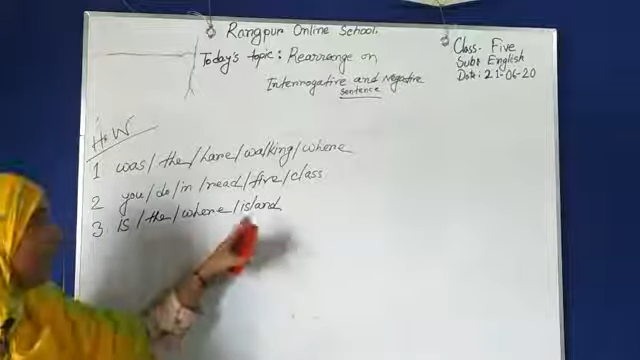 Rangpur Online School.
Today's topic: Rearrange on
Interrogative and Negative
sentence
Class- Five
Sub: English
Date: 21-06-20
H.W
1 was/the/hare/walking/where
2 you/do/in/read/five/class
3. is/the/where/island